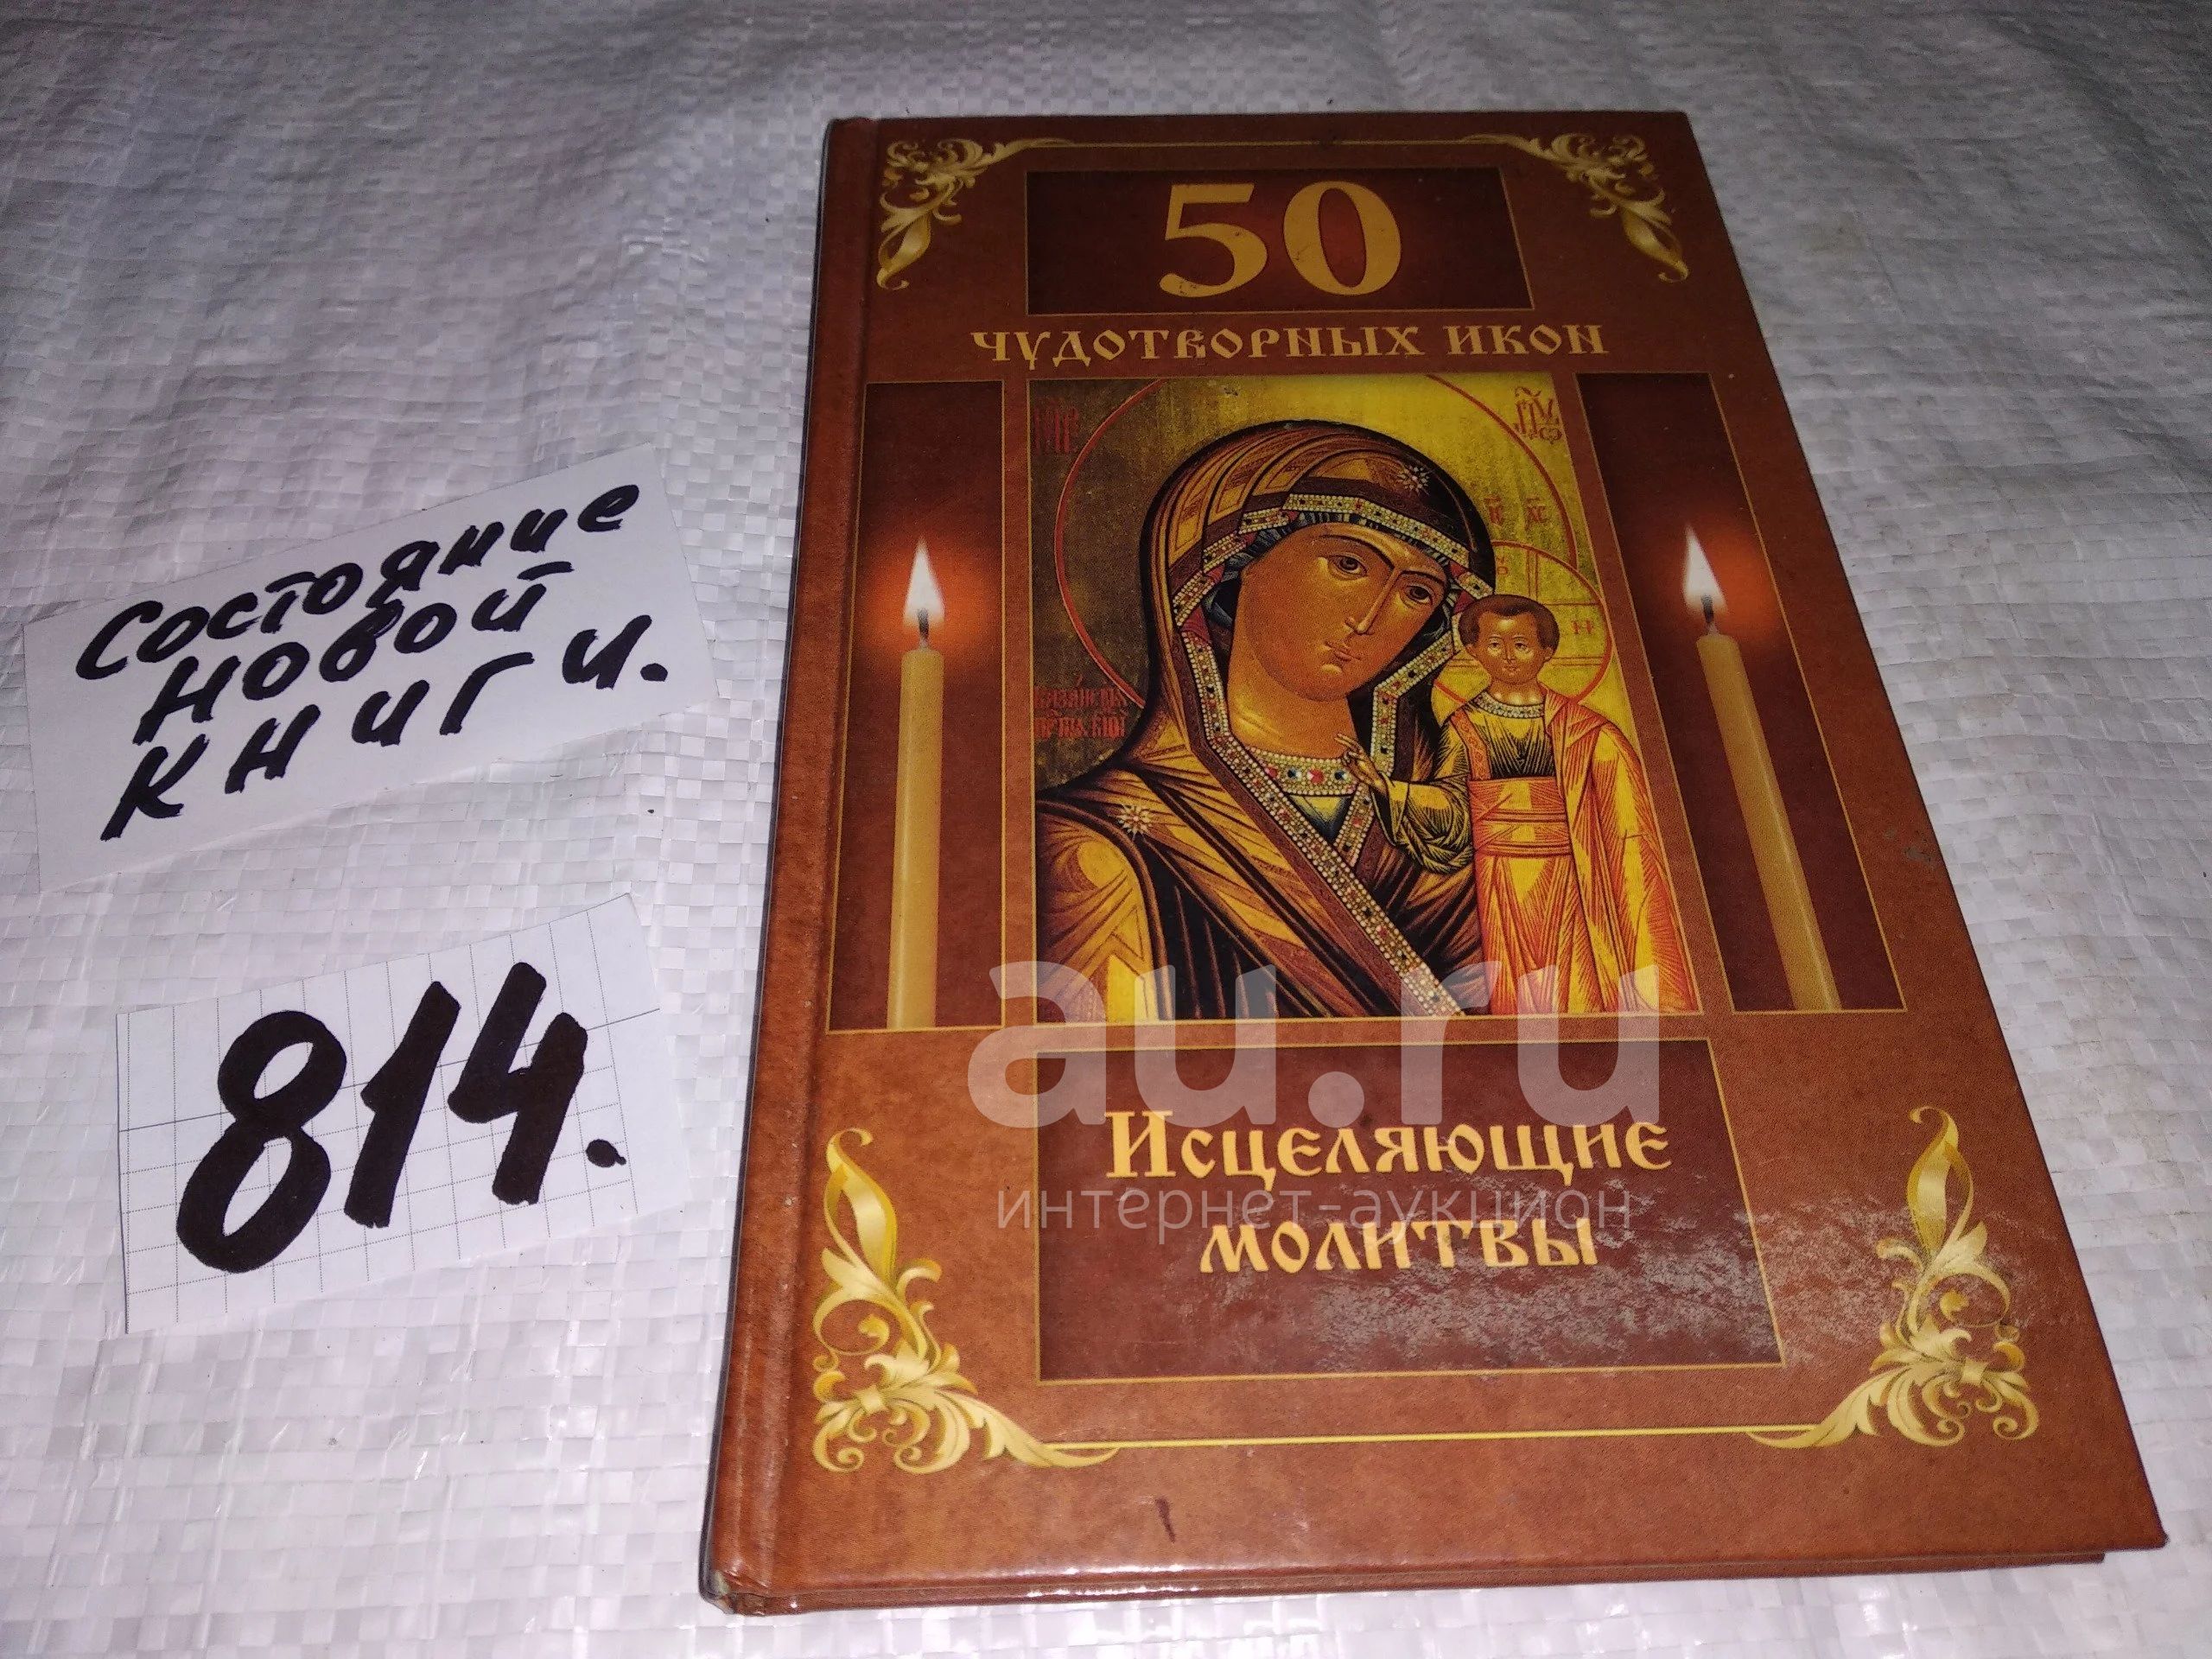 Состояние
новой
книги.
814.
50
ЧУДОТВОРНЫХ ИКОН
au.ru
Исцеляющие
интернет-аукцион
молитвы